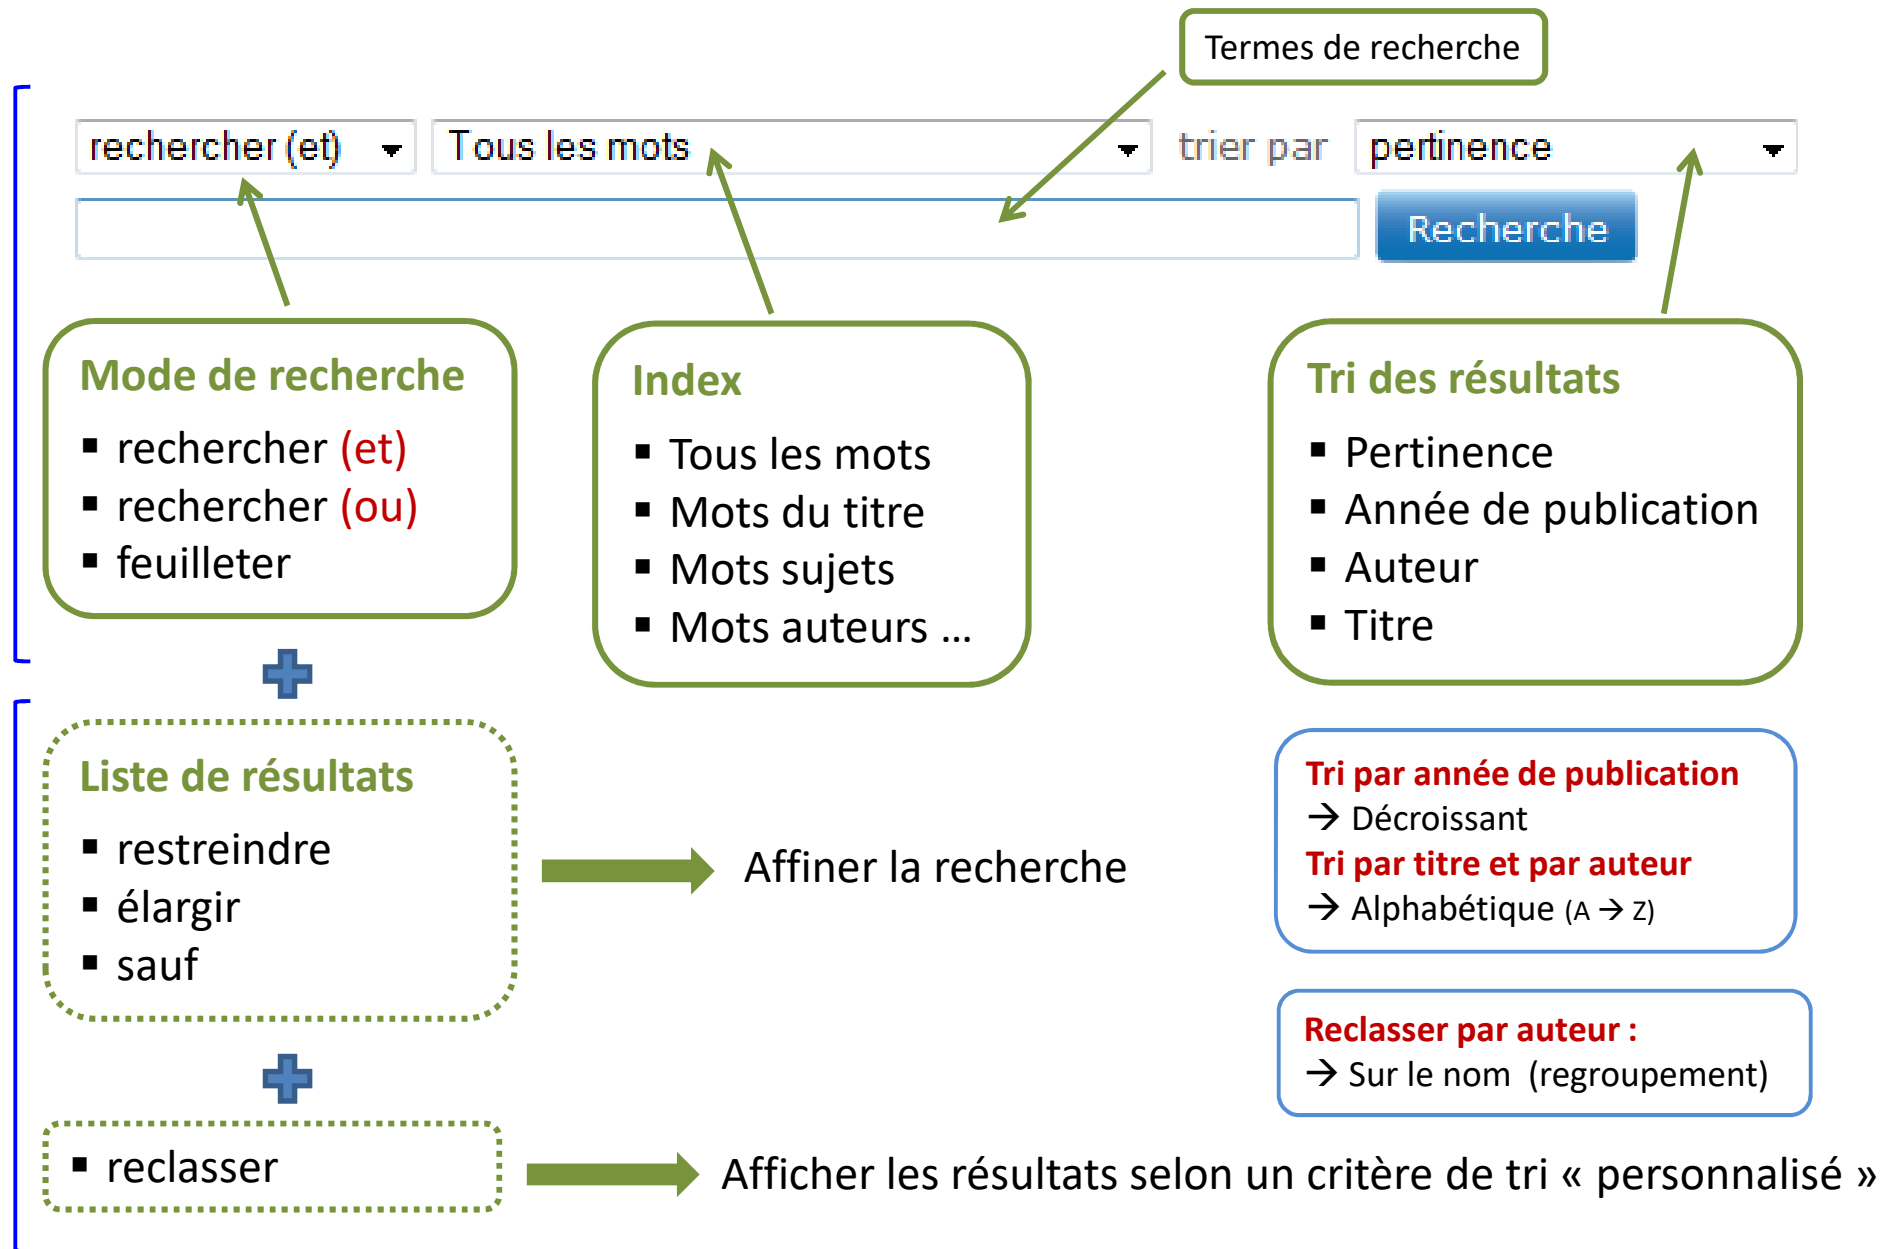 Termes de recherche
rechercher (et)
Tous les mots
trier par
pertinence
Recherche
Mode de recherche
▪ rechercher (et)
▪ rechercher (ou)
▪ feuilleter
Index
▪ Tous les mots
▪ Mots du titre
▪ Mots sujets
▪ Mots auteurs ...
Tri des résultats
▪ Pertinence
▪ Année de publication
▪ Auteur
▪ Titre
Liste de résultats
▪ restreindre
▪ élargir
▪ sauf
Affiner la recherche
Tri par année de publication
→ Décroissant
Tri par titre et par auteur
→ Alphabétique (A → Z)
Reclasser par auteur :
→ Sur le nom (regroupement)
▪ reclasser
Afficher les résultats selon un critère de tri « personnalisé »